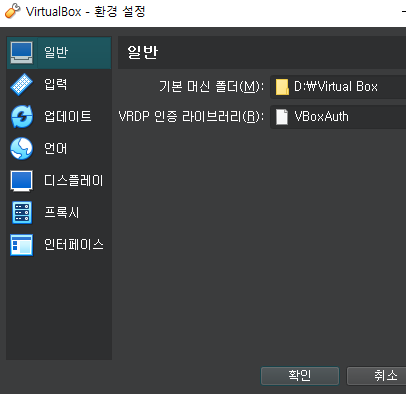 VirtualBox - 환경 설정
일반
입력
업데이트
언어
디스플레이
프록시
인터페이스
일반
기본 머신 폴더(M): D:₩Virtual Box
VRDP 인증 라이브러리(R): VBoxAuth
확인 취소